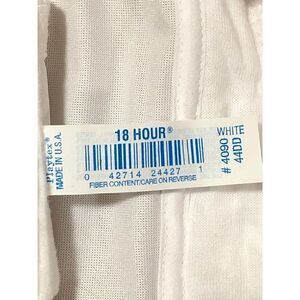 Playtex®
MADE IN U.S.A.
18 HOUR®
0 42714 24427 1
FIBER CONTENT/CARE ON REVERSE
WHITE
# 4090 44DD